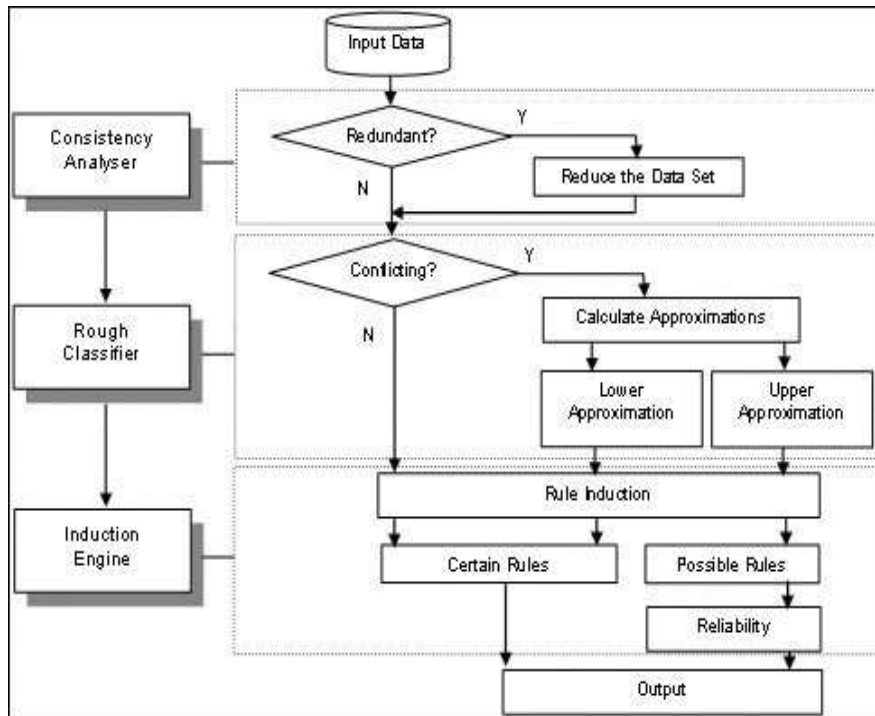 Input Data
Consistency
Analyser
Redundant?
Y
Reduce the Data Set
N
Conflicting?
Y
Rough
Classifier
N
Calculate Approximations
Lower
Approximation
Upper
Approximation
Induction
Engine
Rule Induction
Certain Rules
Possible Rules
Reliability
Output